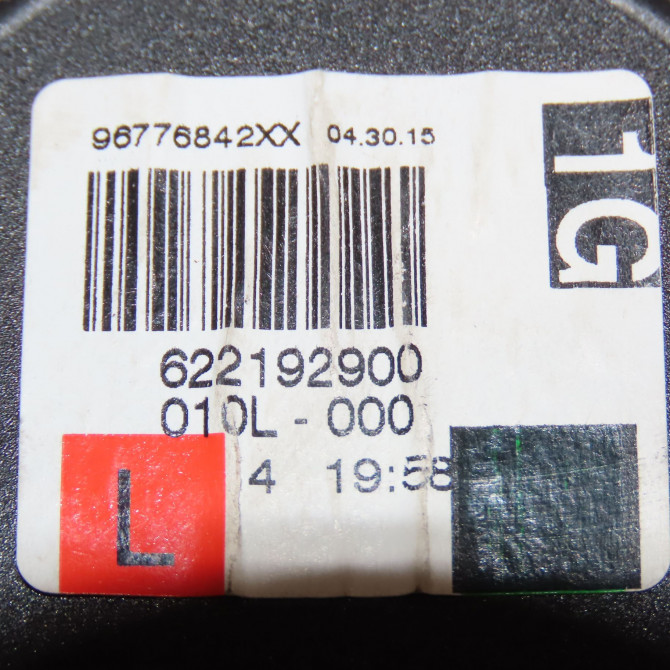 96776842XX 04.30.15
1G
622192900
010L - 000
4 19:58
L